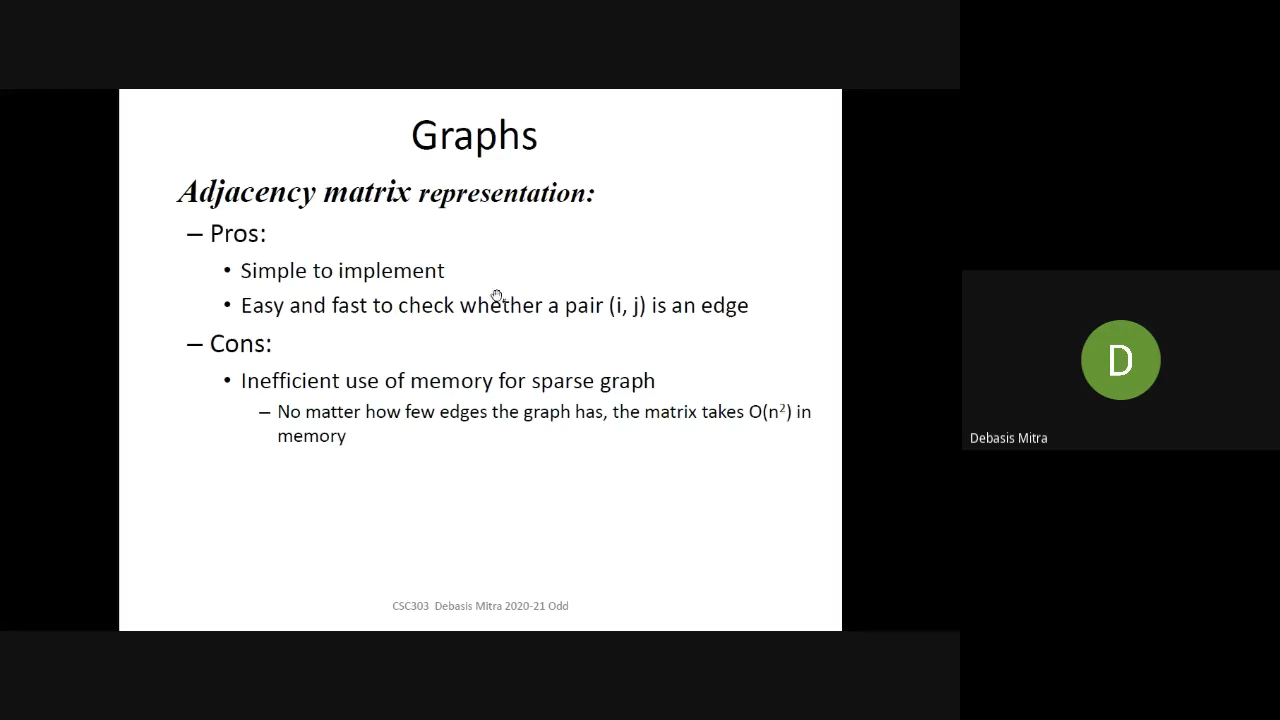 Graphs
Adjacency matrix representation:
– Pros:
• Simple to implement
• Easy and fast to check whether a pair (i, j) is an edge
– Cons:
• Inefficient use of memory for sparse graph
– No matter how few edges the graph has, the matrix takes O(n²) in
memory
CSC303 Debasis Mitra 2020-21 Odd
D
Debasis Mitra